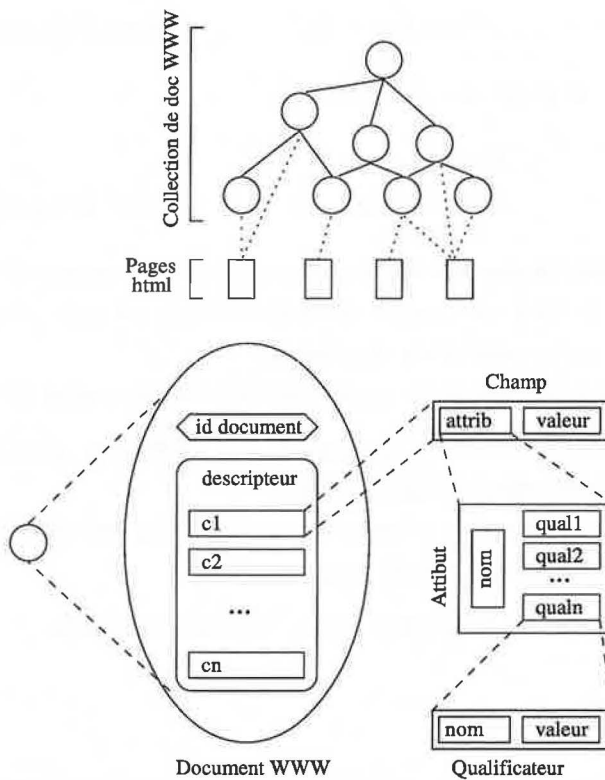 Collection de doc WWW
Pages
html
Champ
id document
attrib
valeur
descripteur
c1
c2
...
cn
nom
qual1
qual2
...
qualn
Attibut
nom
valeur
Document WWW
Qualificateur